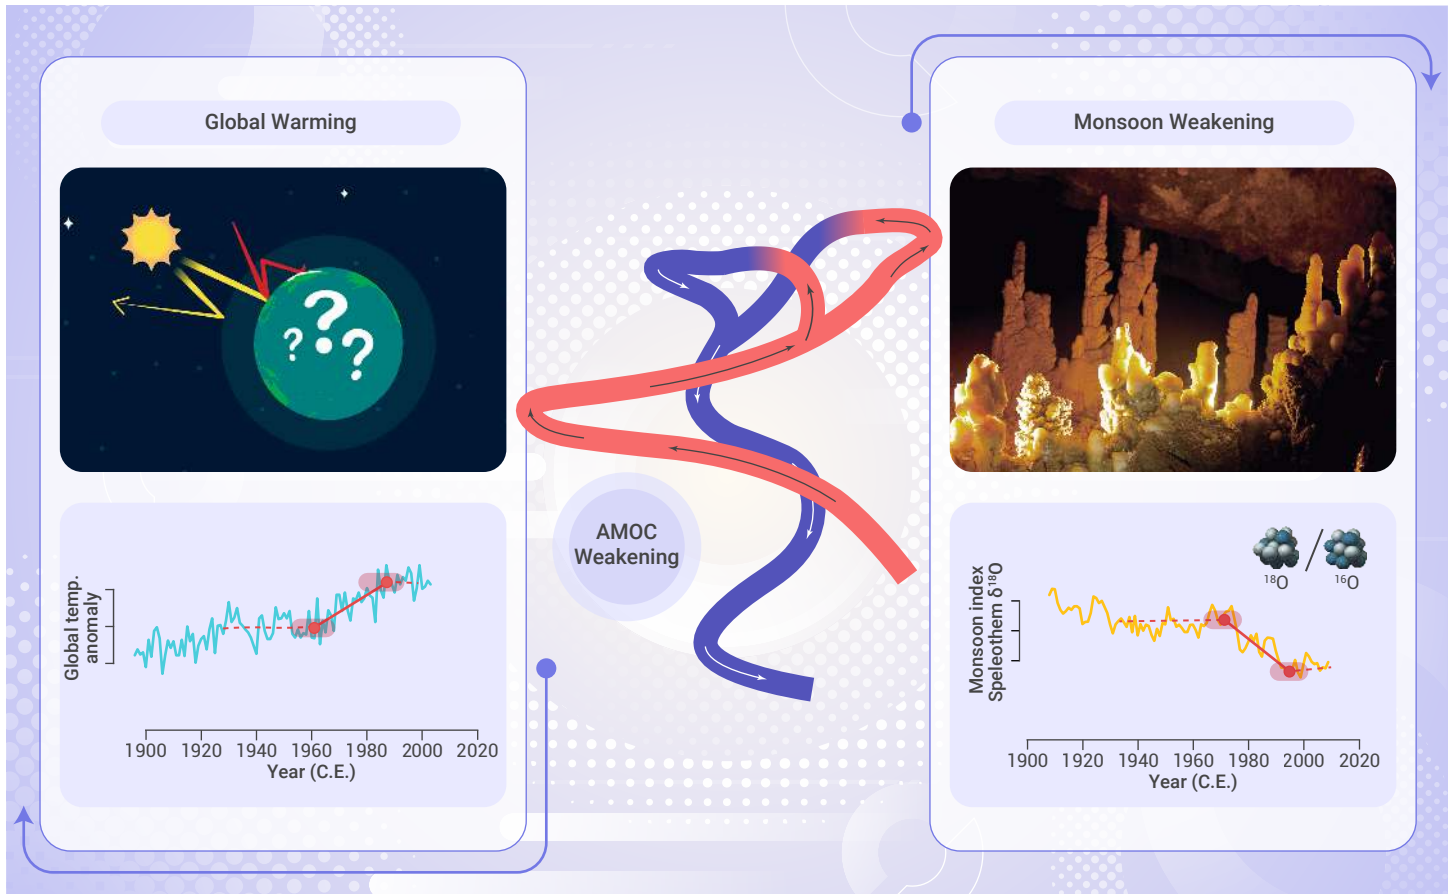 Global Warming
? ? ?
Global temp.
anomaly
1900 1920 1940 1960 1980 2000 2020
Year (C.E.)
AMOC
Weakening
Monsoon Weakening
Monsoon index
Speleothem δ¹⁸O
¹⁸O / ¹⁶O
1900 1920 1940 1960 1980 2000 2020
Year (C.E.)